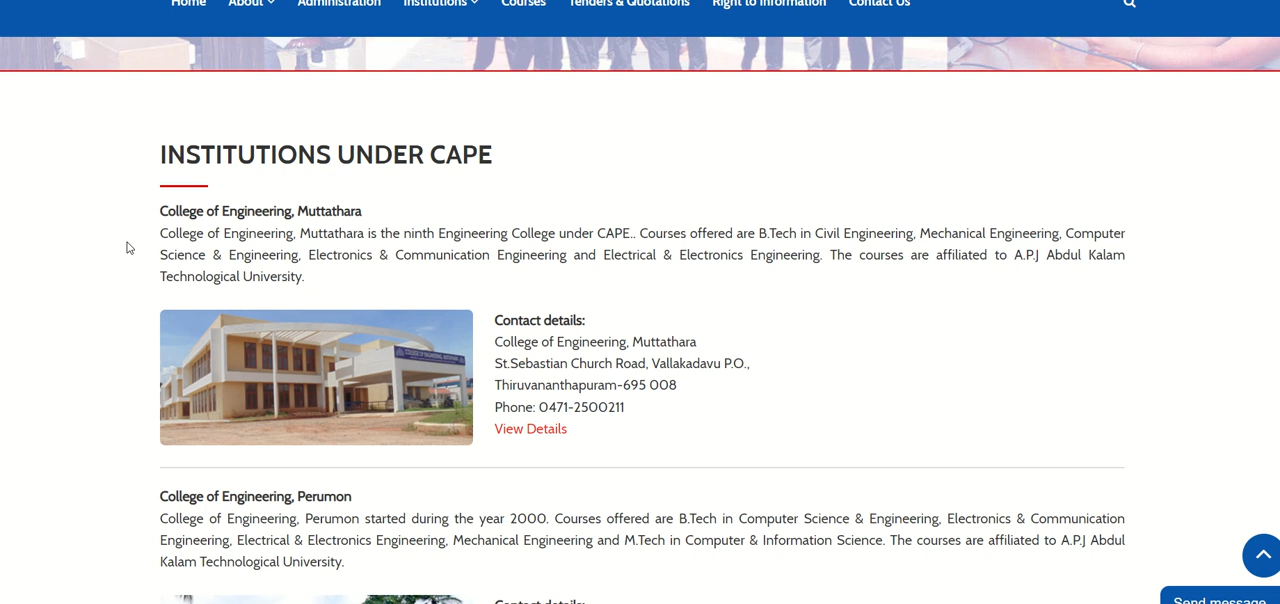 Home About Administration Institutions Courses Tenders & Quotations Right to Information Contact Us
INSTITUTIONS UNDER CAPE
College of Engineering, Muttathara
College of Engineering, Muttathara is the ninth Engineering College under CAPE.. Courses offered are B.Tech in Civil Engineering, Mechanical Engineering, Computer
Science & Engineering, Electronics & Communication Engineering and Electrical & Electronics Engineering. The courses are affiliated to A.P.J Abdul Kalam
Technological University.
COLLEGE OF ENGINEERING, MUTTATHARA
Contact details:
College of Engineering, Muttathara
St.Sebastian Church Road, Vallakadavu P.O.,
Thiruvananthapuram-695 008
Phone: 0471-2500211
View Details
College of Engineering, Perumon
College of Engineering, Perumon started during the year 2000. Courses offered are B.Tech in Computer Science & Engineering, Electronics & Communication
Engineering, Electrical & Electronics Engineering, Mechanical Engineering and M.Tech in Computer & Information Science. The courses are affiliated to A.P.J Abdul
Kalam Technological University.
Contact details:
Send message